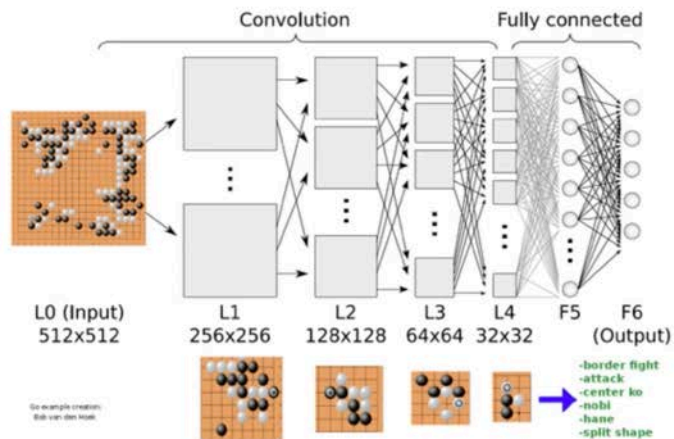 Convolution
Fully connected
L0 (Input)
512x512
L1
256x256
L2
128x128
L3
64x64
L4
32x32
F5
F6
(Output)
Go example creation:
Bob van den Hoek
-border fight
-attack
-center ko
-nobi
-hane
-split shape